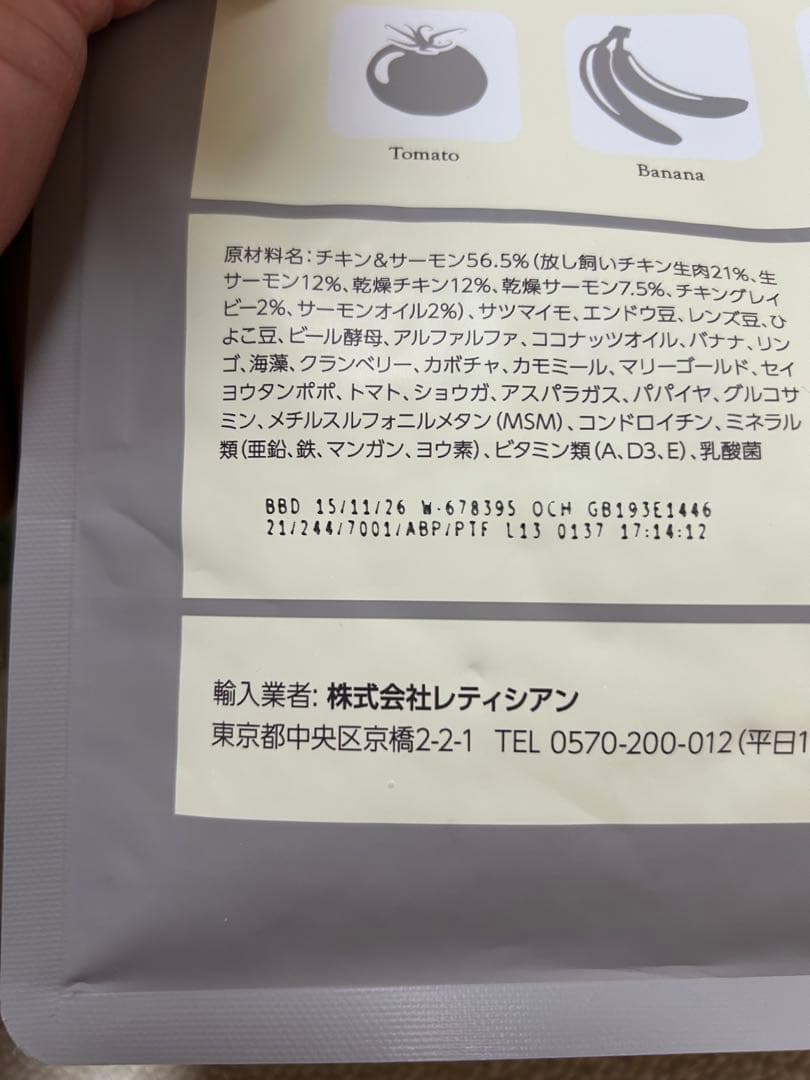 Tomato
Banana
原材料名：チキン&サーモン56.5%（放し飼いチキン生肉21%、生
サーモン12%、乾燥チキン12%、乾燥サーモン7.5%、チキングレイ
ビー2%、サーモンオイル2%）、サツマイモ、エンドウ豆、レンズ豆、ひ
よこ豆、ビール酵母、アルファルファ、ココナッツオイル、バナナ、リン
ゴ、海藻、クランベリー、カボチャ、カモミール、マリーゴールド、セイ
ヨウタンポポ、トマト、ショウガ、アスパラガス、パパイヤ、グルコサ
ミン、メチルスルフォニルメタン（MSM）、コンドロイチン、ミネラル
類（亜鉛、鉄、マンガン、ヨウ素）、ビタミン類（A、D3、E）、乳酸菌
BBD 15/11/26 W-678395 OCH GB193E1446
21/244/7001/ABP/PTF L13 0137 17:14:12
輸入業者: 株式会社レティシアン
東京都中央区京橋2-2-1 TEL 0570-200-012（平日1